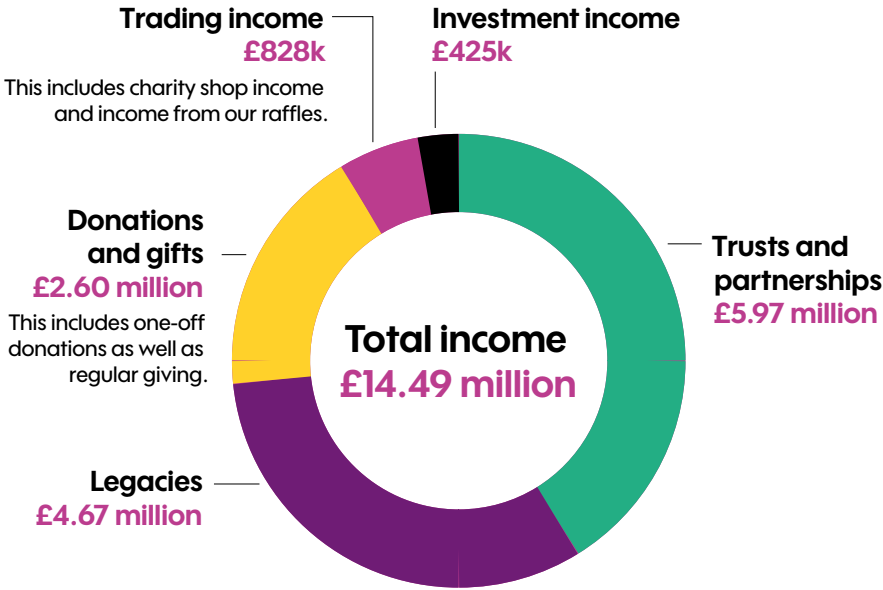 Trading income
£828k
This includes charity shop income
and income from our raffles.
Investment income
£425k
Donations
and gifts
£2.60 million
This includes one-off
donations as well as
regular giving.
Trusts and
partnerships
£5.97 million
Total income
£14.49 million
Legacies
£4.67 million